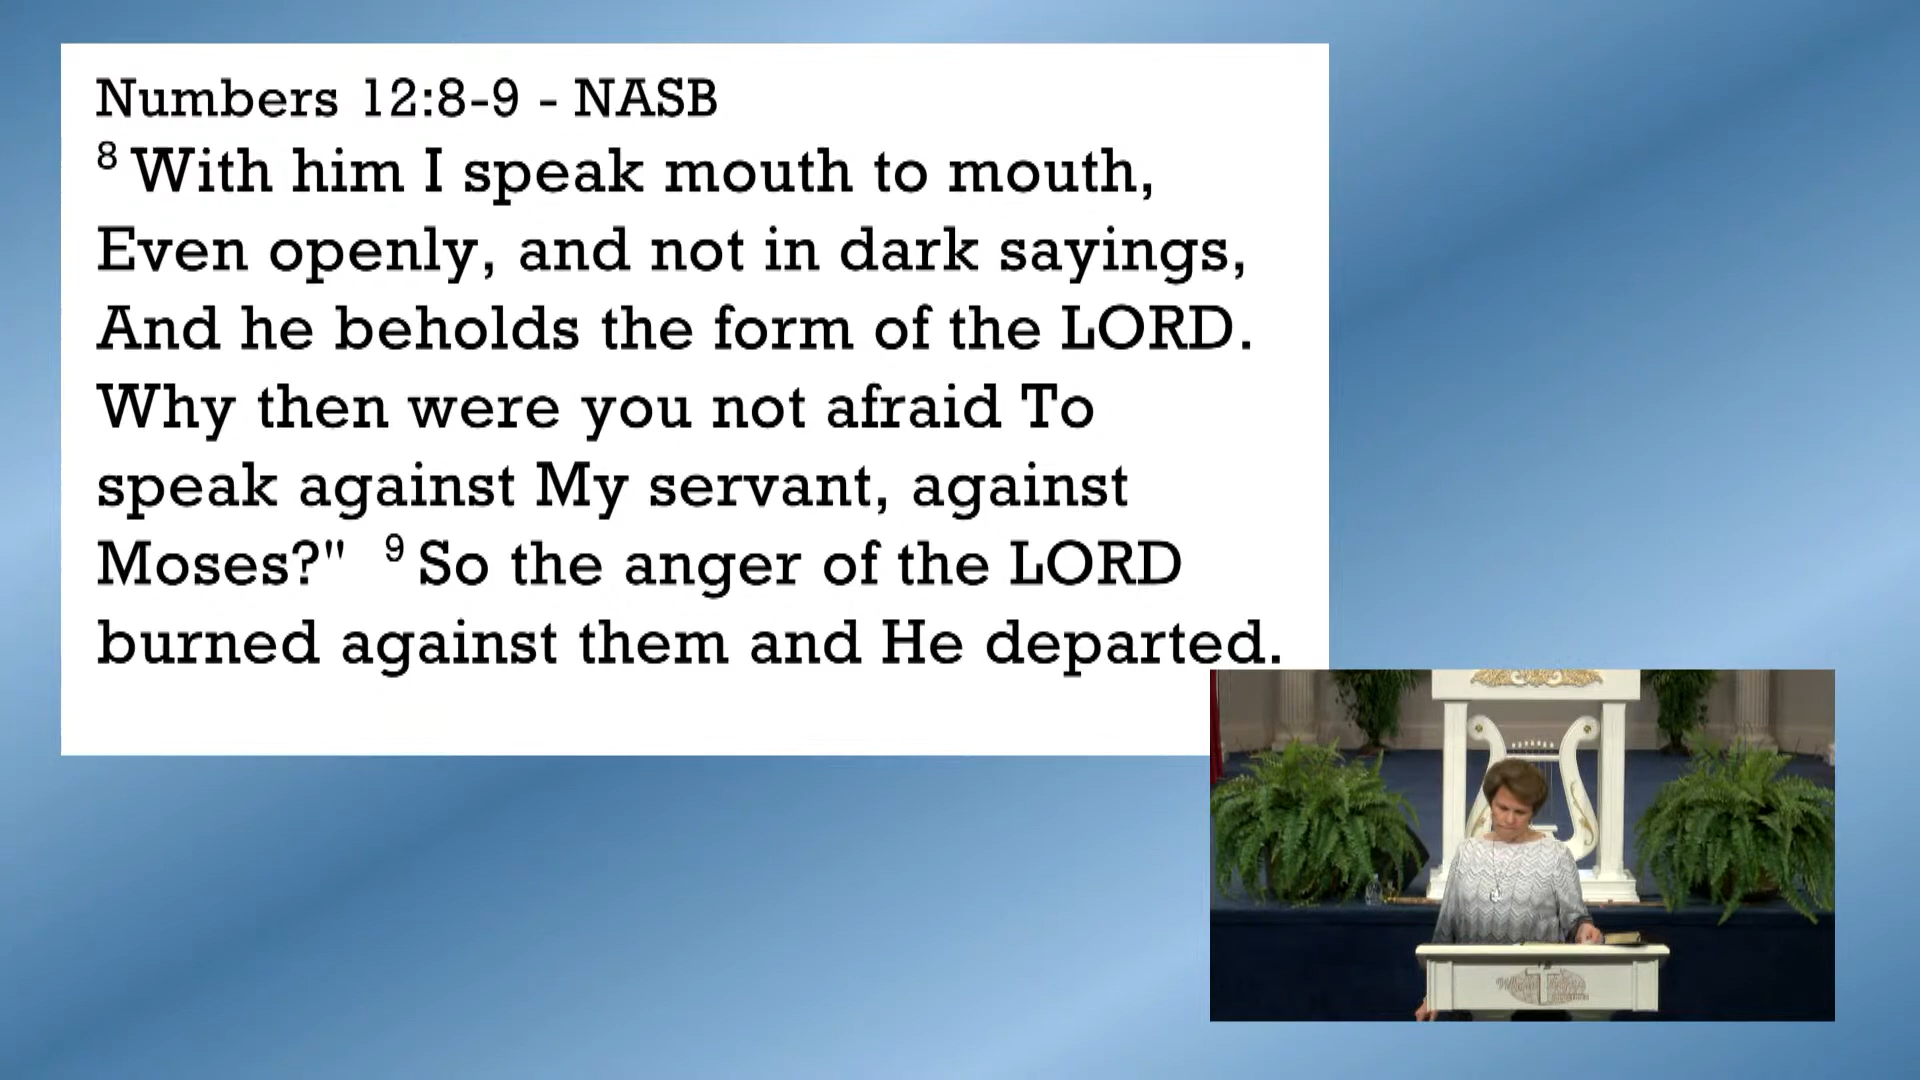 Numbers 12:8-9 - NASB
8 With him I speak mouth to mouth,
Even openly, and not in dark sayings,
And he beholds the form of the LORD.
Why then were you not afraid To
speak against My servant, against
Moses?" 9 So the anger of the LORD
burned against them and He departed.